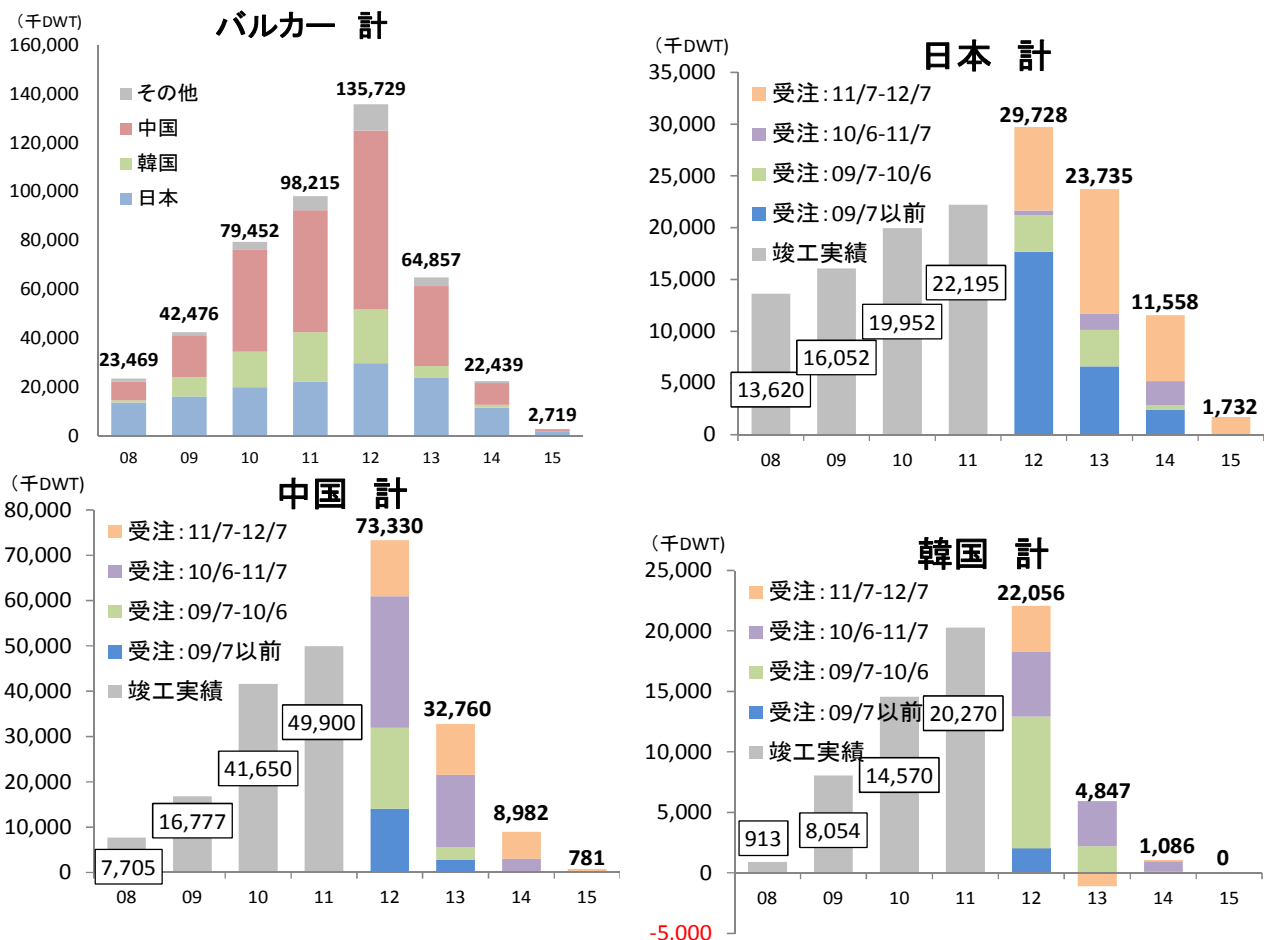 （千DWT)
バルカー 計
160,000
140,000
120,000
100,000
80,000
60,000
40,000
20,000
0
その他
中国
韓国
日本
23,469
42,476
79,452
98,215
135,729
64,857
22,439
2,719
08 09 10 11 12 13 14 15
（千DWT)
日本 計
35,000
30,000
25,000
20,000
15,000
10,000
5,000
0
受注：11/7-12/7
受注：10/6-11/7
受注：09/7-10/6
受注：09/7以前
竣工実績
13,620
16,052
19,952
22,195
29,728
23,735
11,558
1,732
08 09 10 11 12 13 14 15
（千DWT)
中国 計
80,000
70,000
60,000
50,000
40,000
30,000
20,000
10,000
0
受注：11/7-12/7
受注：10/6-11/7
受注：09/7-10/6
受注：09/7以前
竣工実績
7,705
16,777
41,650
49,900
73,330
32,760
8,982
781
08 09 10 11 12 13 14 15
（千DWT)
韓国 計
25,000
20,000
15,000
10,000
5,000
0
-5,000
受注：11/7-12/7
受注：10/6-11/7
受注：09/7-10/6
受注：09/7以前
竣工実績
913
8,054
14,570
20,270
22,056
4,847
1,086
0
08 09 10 11 12 13 14 15